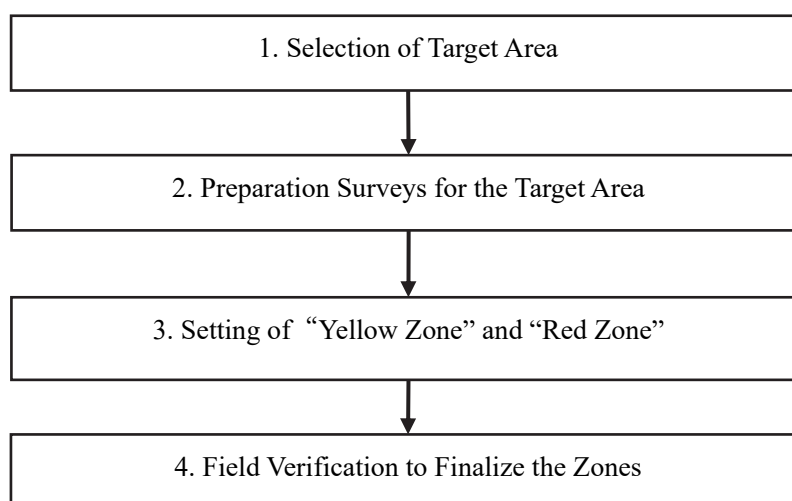 1. Selection of Target Area
2. Preparation Surveys for the Target Area
3. Setting of “Yellow Zone” and “Red Zone”
4. Field Verification to Finalize the Zones